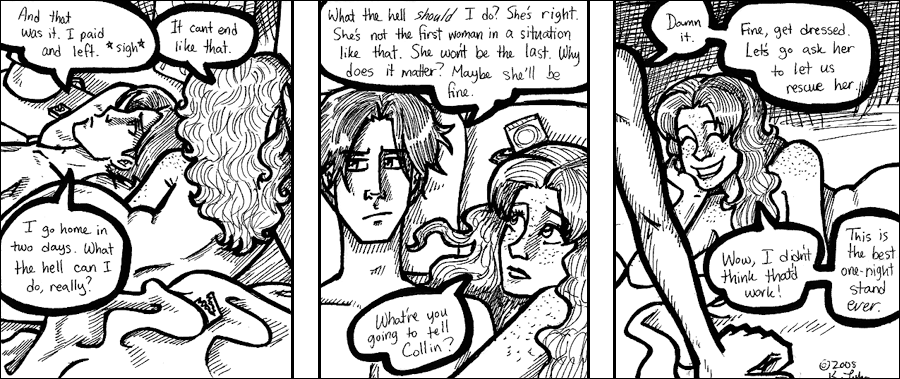 And that
was it. I paid
and left. *sigh*
It cant end
like that.
I go home in
two days. What
the hell can I
do, really?
What the hell should I do? She's right.
She's not the first woman in a situation
like that. She won't be the last. Why
does it matter? Maybe she'll be
fine.
What're you
going to tell
Collin?
Damn
it.
Fine, get dressed.
Let's go ask her
to let us
rescue her.
Wow, I didn't
think that'd
work!
This is
the best
one-night
stand
ever.
©2005